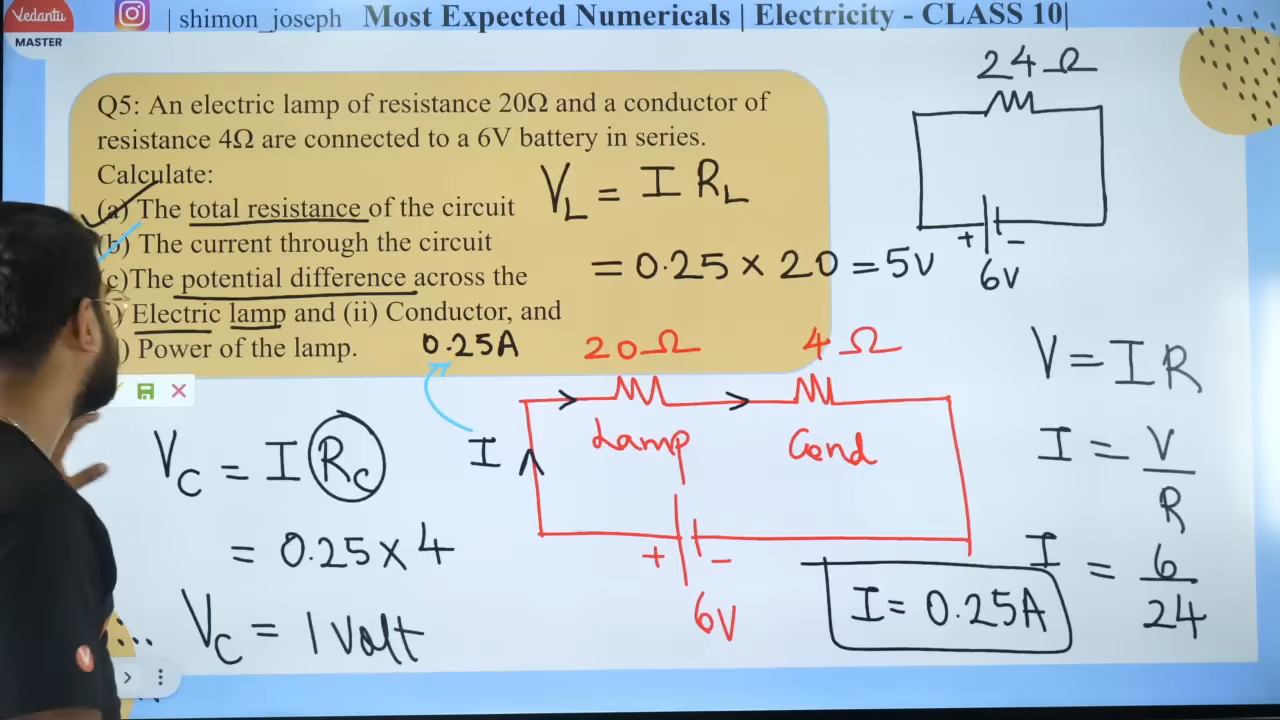 Vedantu
MASTER
| shimon_joseph Most Expected Numericals | Electricity - CLASS 10|
Q5: An electric lamp of resistance 20Ω and a conductor of
resistance 4Ω are connected to a 6V battery in series.
Calculate:
(a) The total resistance of the circuit
(b) The current through the circuit
(c)The potential difference across the
Electric lamp and (ii) Conductor, and
Power of the lamp.
V_L = I R_L
= 0.25 × 20 = 5V
24 Ω
+ -
6V
0.25A
20 Ω
4 Ω
I
Lamp
Cond
+ -
6V
V_C = I R_C
= 0.25 × 4
V_C = 1 Volt
V = I R
I = V/R
I = 6/24
I = 0.25A